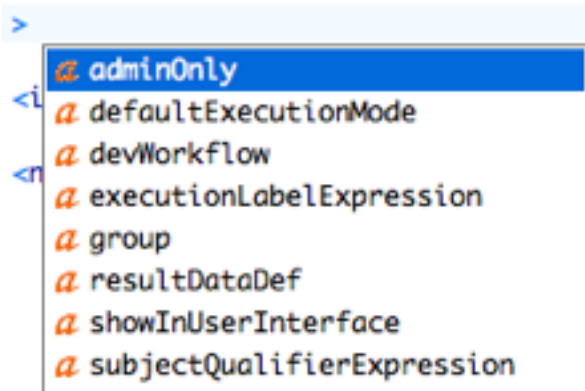 >
a adminOnly
<i
a defaultExecutionMode
a devWorkflow
<n
a executionLabelExpression
a group
a resultDataDef
a showInUserInterface
a subjectQualifierExpression